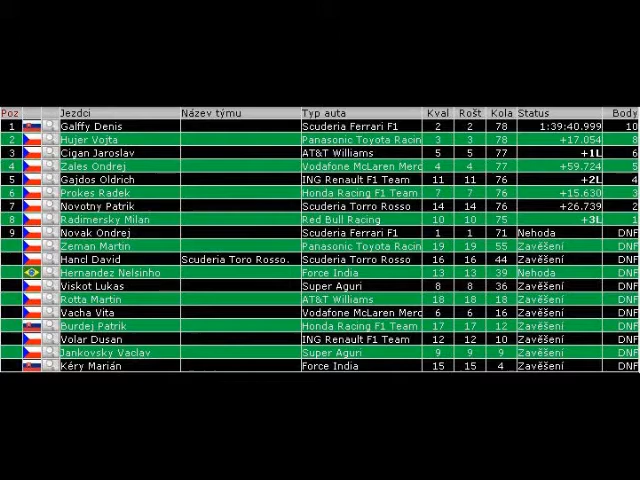 Poz Jezdci Název týmu Typ auta Kval Rošt Kola Status Body
1 Galffy Denis Scuderia Ferrari F1 2 2 78 1:39:40.999 10
2 Hujer Vojta Panasonic Toyota Racin 3 3 78 +17.054 8
3 Cigan Jaroslav AT&T Williams 5 5 77 +1L 6
4 Zales Ondrej Vodafone McLaren Merc 4 4 77 +59.724 5
5 Gajdos Oldrich ING Renault F1 Team 11 11 76 +2L 4
6 Prokes Radek Honda Racing F1 Team 7 7 76 +15.630 3
7 Novotny Patrik Scuderia Torro Rosso 14 14 76 +26.739 2
8 Radimersky Milan Red Bull Racing 10 10 75 +3L 1
9 Novak Ondrej Scuderia Ferrari F1 1 1 71 Nehoda DNF
Zeman Martin Panasonic Toyota Racin 19 19 55 Zavěšení DNF
Hancl David Scuderia Toro Rosso. Scuderia Torro Rosso 16 16 44 Zavěšení DNF
Hernandez Nelsinho Force India 13 13 39 Nehoda DNF
Viskot Lukas Super Aguri 8 8 36 Zavěšení DNF
Rotta Martin AT&T Williams 18 18 18 Zavěšení DNF
Vacha Vita Vodafone McLaren Merc 6 6 16 Zavěšení DNF
Burdej Patrik Honda Racing F1 Team 17 17 12 Zavěšení DNF
Volar Dusan ING Renault F1 Team 12 12 10 Zavěšení DNF
Jankovsky Vaclav Super Aguri 9 9 9 Zavěšení DNF
Kéry Marián Force India 15 15 4 Zavěšení DNF